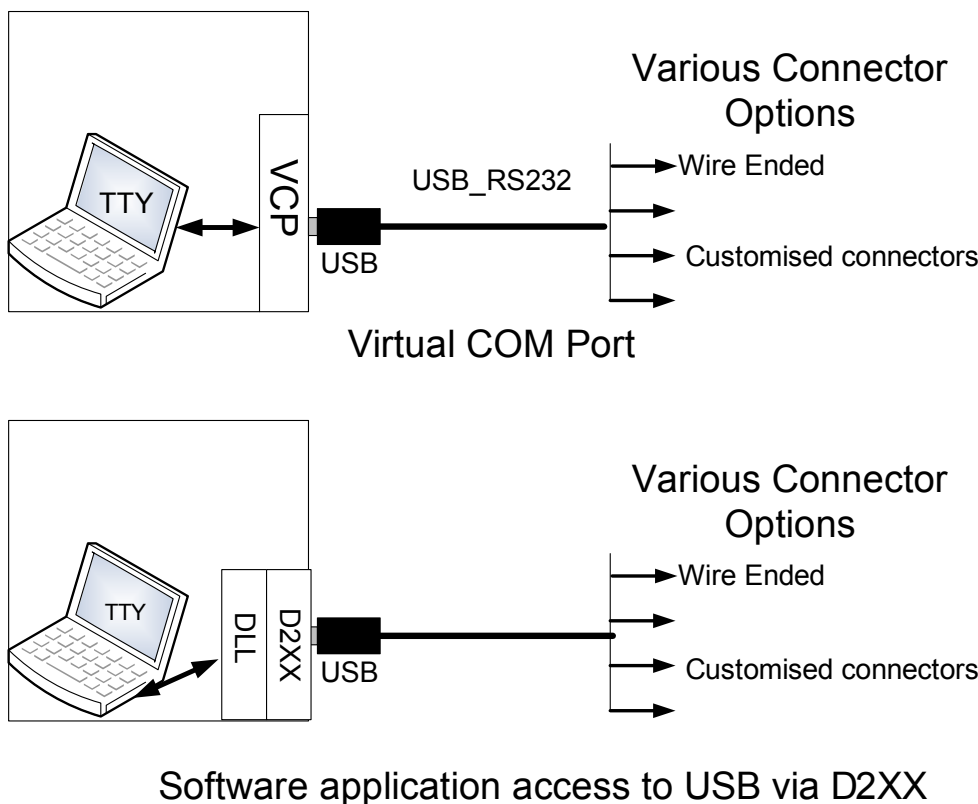 Various Connector
Options
Wire Ended
TTY
VCP
USB_RS232
USB
Customised connectors
Virtual COM Port
Various Connector
Options
Wire Ended
TTY
DLL
D2XX
USB
Customised connectors
Software application access to USB via D2XX